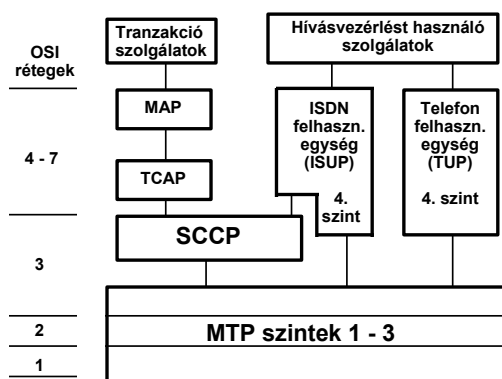 OSI
rétegek
4 - 7
3
2
1
Tranzakció
szolgálatok
Hívásvezérlést használó
szolgálatok
MAP
TCAP
SCCP
ISDN
felhaszn.
egység
(ISUP)
4.
szint
Telefon
felhaszn.
egység
(TUP)
4. szint
MTP szintek 1 - 3